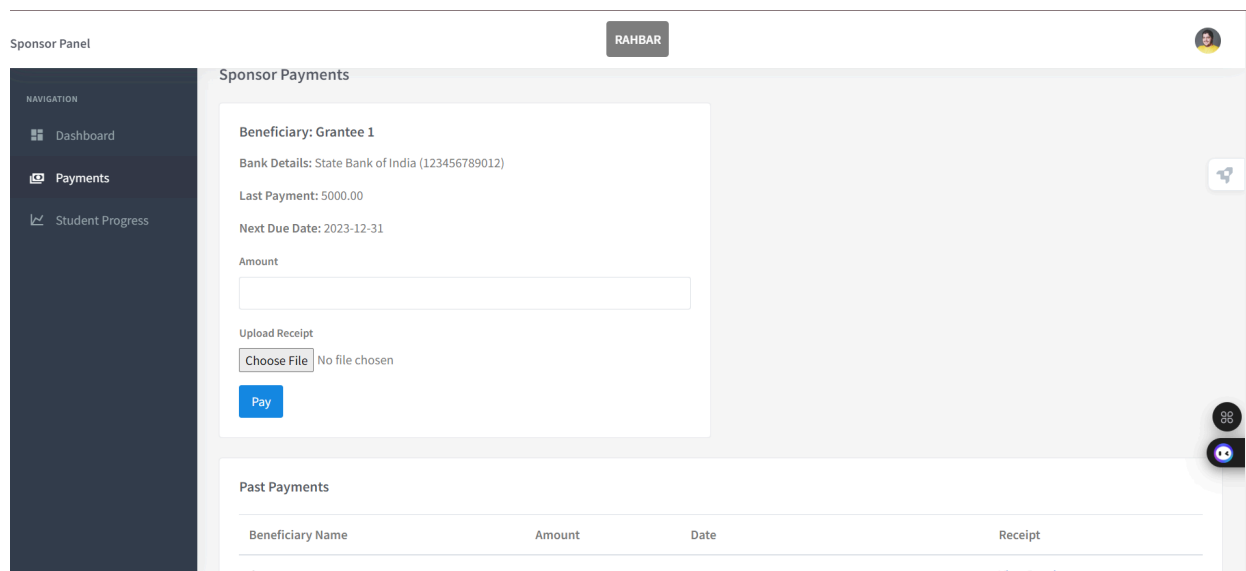 Sponsor Panel
RAHBAR
NAVIGATION
Dashboard
Payments
Student Progress
Sponsor Payments
Beneficiary: Grantee 1
Bank Details: State Bank of India (123456789012)
Last Payment: 5000.00
Next Due Date: 2023-12-31
Amount
Upload Receipt
Choose File No file chosen
Pay
Past Payments
Beneficiary Name Amount Date Receipt